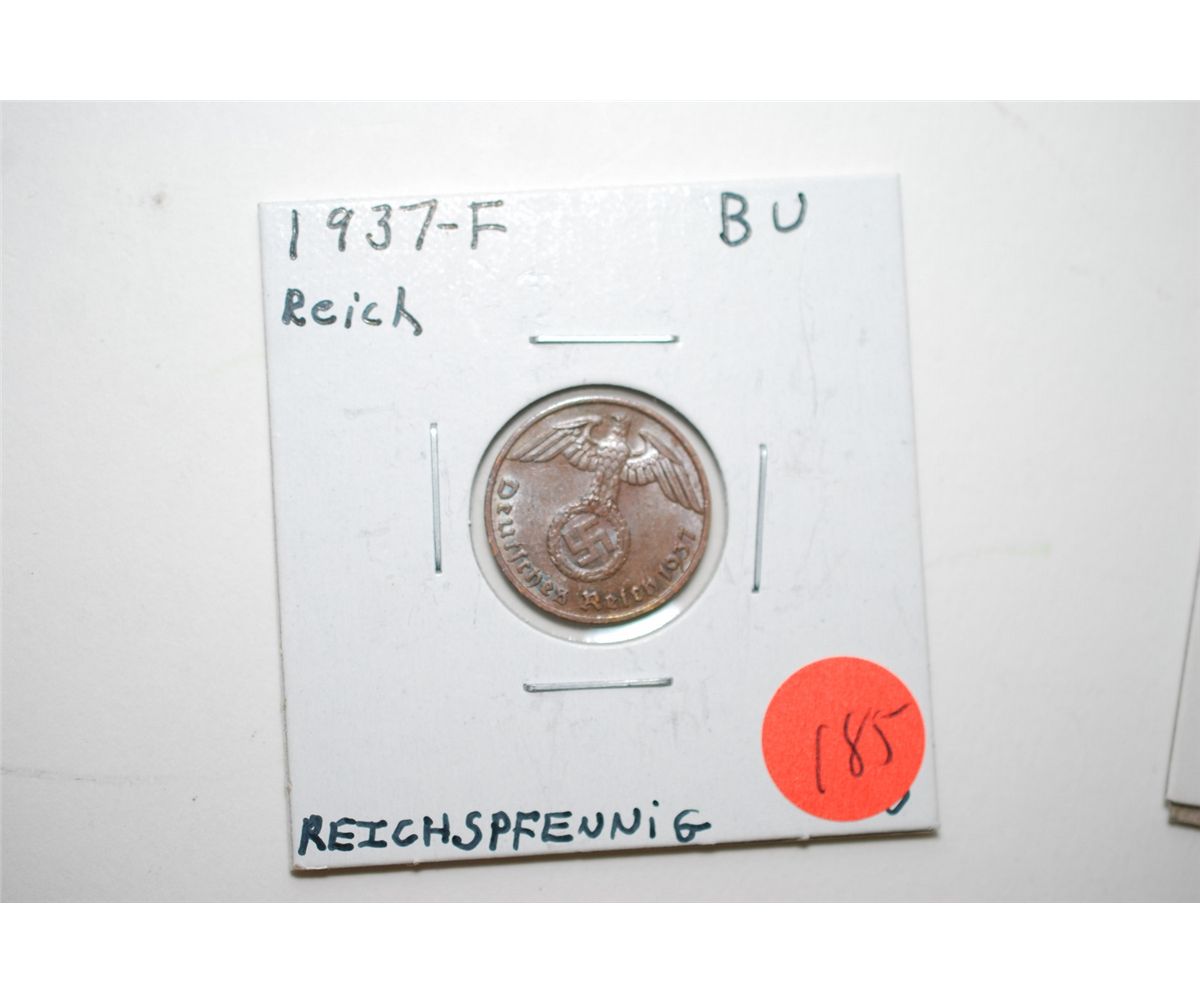 1937-F
BU
Reich
Deutsches Reich 1937
185
REICHSPFENNiG